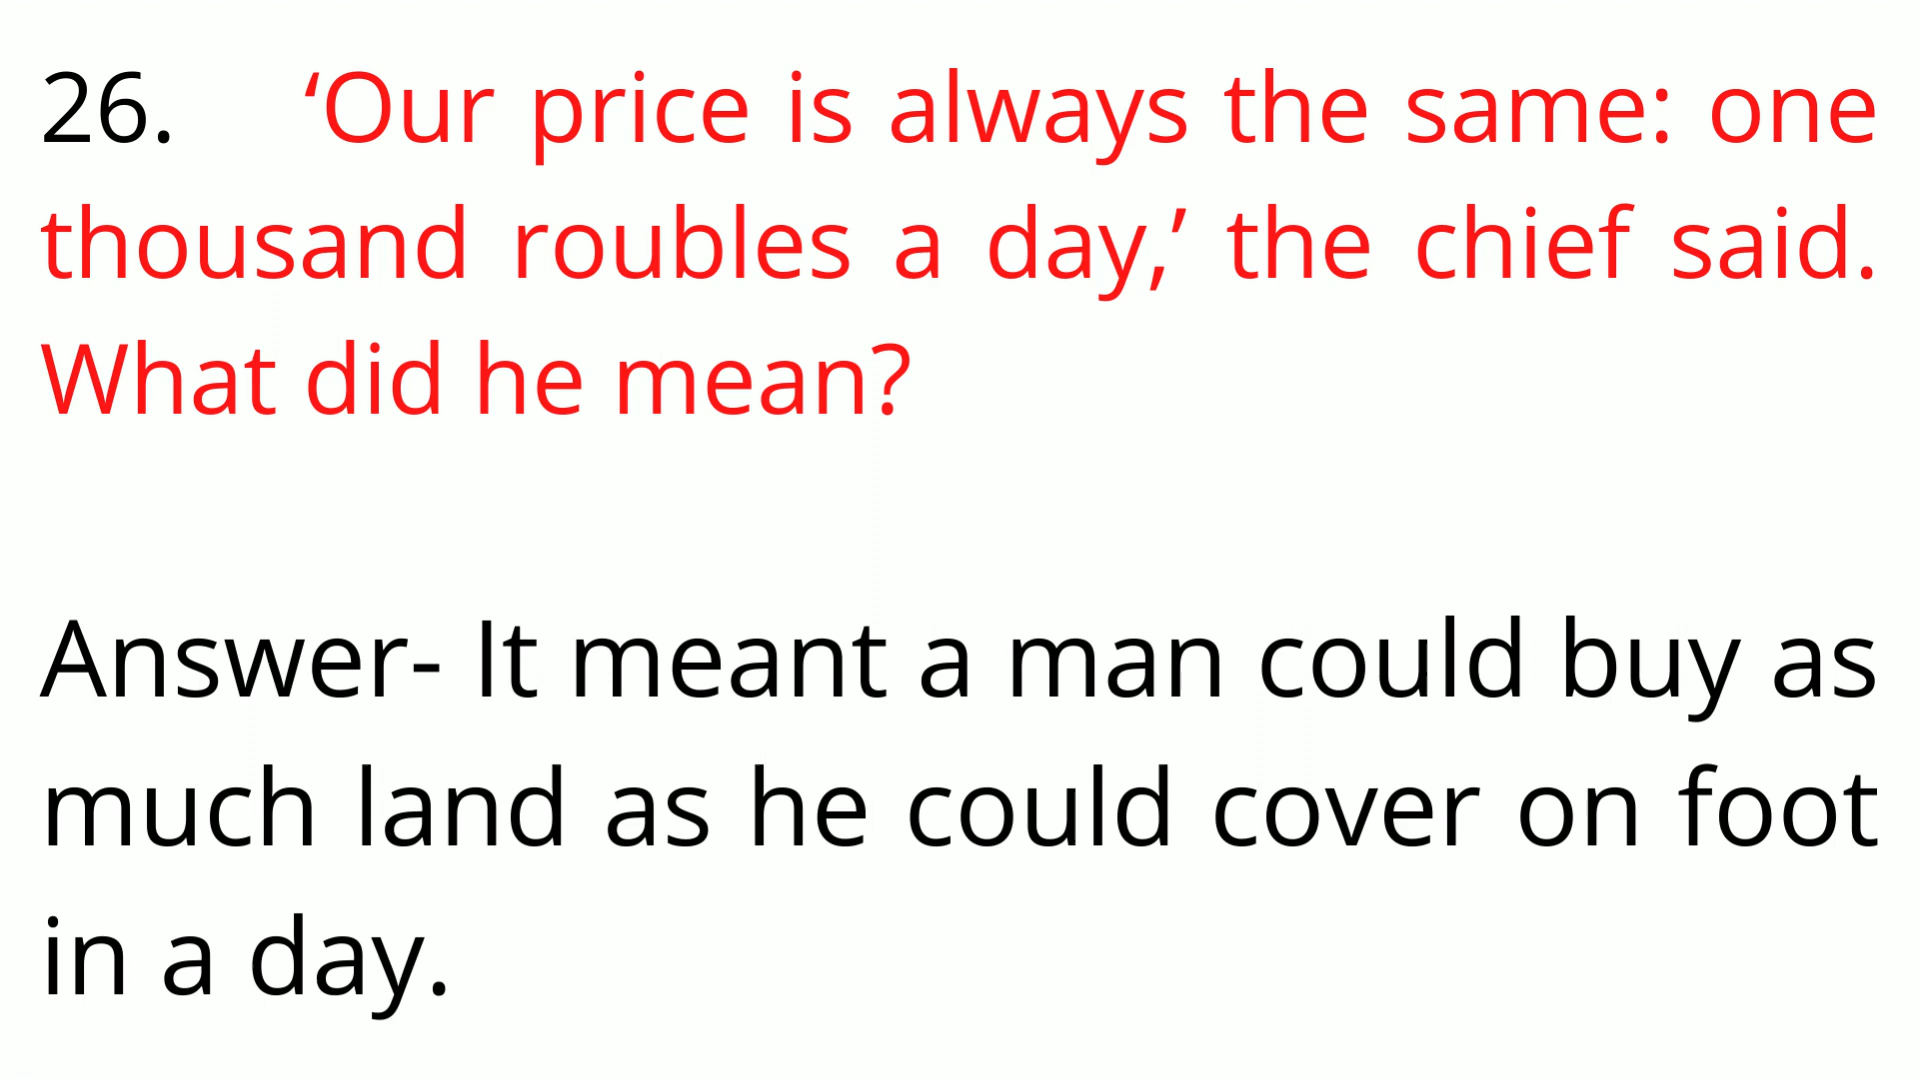 26. ‘Our price is always the same: one
thousand roubles a day,’ the chief said.
What did he mean?
Answer- It meant a man could buy as
much land as he could cover on foot
in a day.